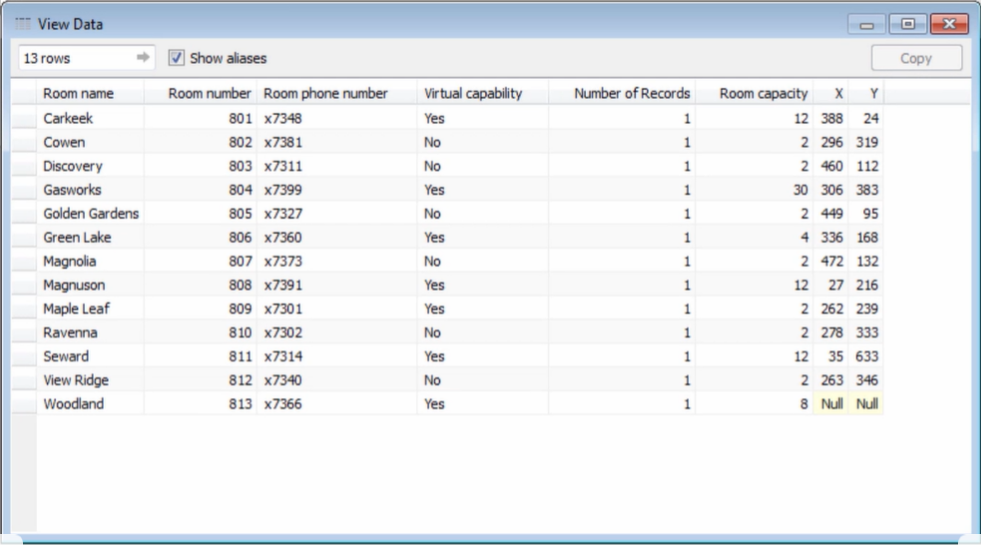 View Data
13 rows Show aliases Copy
Room name Room number Room phone number Virtual capability Number of Records Room capacity X Y
Carkeek 801 x7348 Yes 1 12 388 24
Cowen 802 x7381 No 1 2 296 319
Discovery 803 x7311 No 1 2 460 112
Gasworks 804 x7399 Yes 1 30 306 383
Golden Gardens 805 x7327 No 1 2 449 95
Green Lake 806 x7360 Yes 1 4 336 168
Magnolia 807 x7373 No 1 2 472 132
Magnuson 808 x7391 Yes 1 12 27 216
Maple Leaf 809 x7301 Yes 1 2 262 239
Ravenna 810 x7302 No 1 2 278 333
Seward 811 x7314 Yes 1 12 35 633
View Ridge 812 x7340 No 1 2 263 346
Woodland 813 x7366 Yes 1 8 Null Null